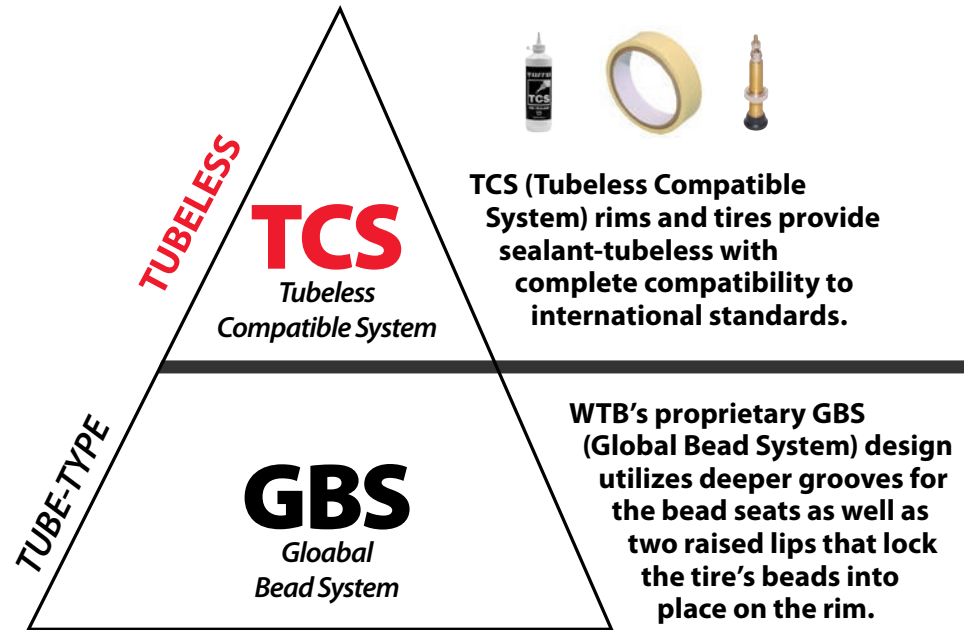 TUBELESS
TCS
TCS
Tubeless
Compatible System
TCS (Tubeless Compatible
System) rims and tires provide
sealant-tubeless with
complete compatibility to
international standards.
TUBE-TYPE
GBS
Gloabal
Bead System
WTB’s proprietary GBS
(Global Bead System) design
utilizes deeper grooves for
the bead seats as well as
two raised lips that lock
the tire’s beads into
place on the rim.